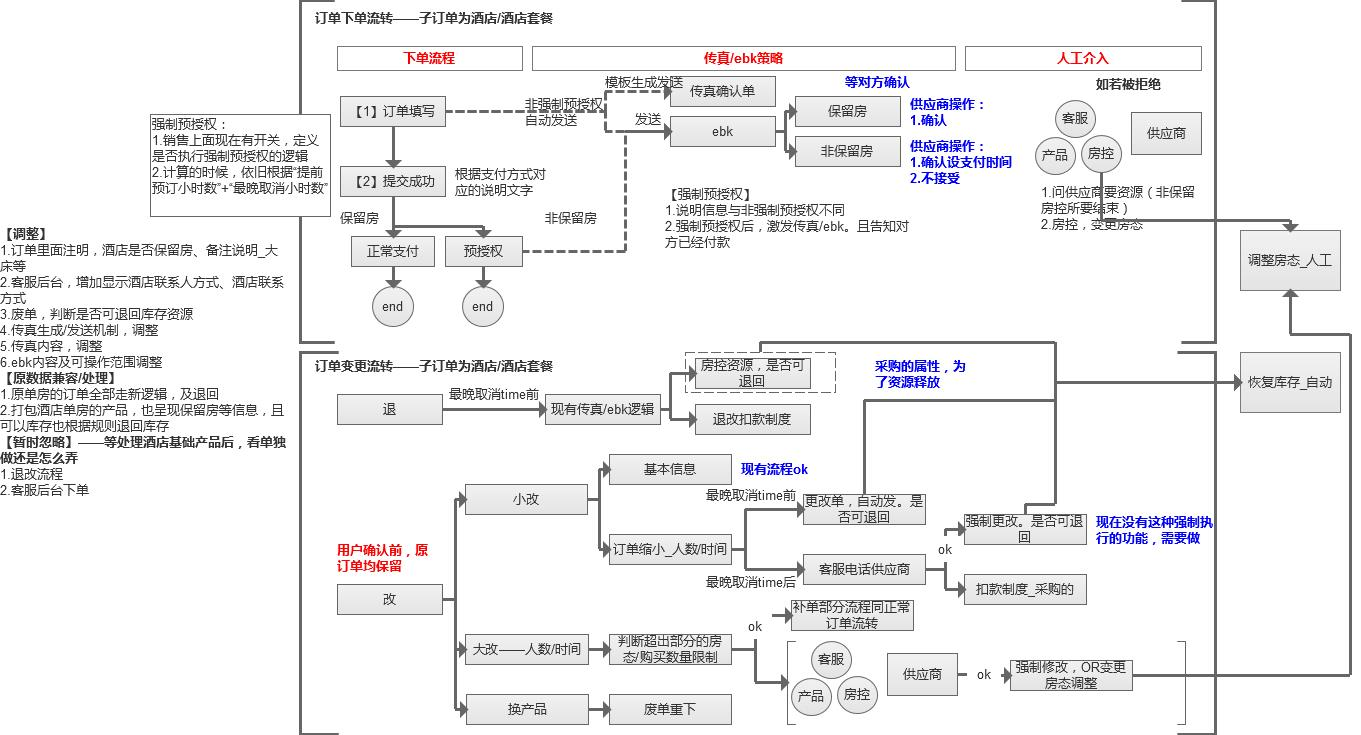 订单下单流转——子订单为酒店/酒店套餐
下单流程
传真/ebk策略
人工介入
【1】订单填写
非强制预授权
自动发送
模板生成发送
传真确认单
发送
ebk
等对方确认
保留房
供应商操作：
1.确认
非保留房
供应商操作：
1.确认设支付时间
2.不接受
如若被拒绝
客服
产品
房控
供应商
强制预授权：
1.销售上面现在有开关，定义
是否执行强制预授权的逻辑
2.计算的时候，依旧根据"提前
预订小时数"+"最晚取消小时数"
【2】提交成功
根据支付方式对
应的说明文字
保留房
非保留房
正常支付
预授权
end
end
【强制预授权】
1.说明信息与非强制预授权不同
2.强制预授权后，激发传真/ebk。且告知对
方已经付款
1.问供应商要资源（非保留
房控所要结束）
2.房控，变更房态
调整房态_人工
【调整】
1.订单里面注明，酒店是否保留房、备注说明_大
床等
2.客服后台，增加显示酒店联系人方式、酒店联系
方式
3.废单，判断是否可退回库存资源
4.传真生成/发送机制，调整
5.传真内容，调整
6.ebk内容及可操作范围调整
【原数据兼容/处理】
1.原单房的订单全部走新逻辑，及退回
2.打包酒店单房的产品，也呈现保留房等信息，且
可以库存也根据规则退回库存
【暂时忽略】——等处理酒店基础产品后，看单独
做还是怎么弄
1.退改流程
2.客服后台下单
订单变更流转——子订单为酒店/酒店套餐
退
最晚取消time前
现有传真/ebk逻辑
房控资源，是否可
退回
退改扣款制度
采购的属性，为
了资源释放
恢复库存_自动
小改
基本信息
现有流程ok
订单缩小_人数/时间
最晚取消time前
更改单，自动发。是
否可退回
最晚取消time后
客服电话供应商
ok
强制更改。是否可退
回
现在没有这种强制执
行的功能，需要做
扣款制度_采购的
用户确认前，原
订单均保留
改
大改——人数/时间
判断超出部分的房
态/购买数量限制
ok
补单部分流程同正常
订单流转
客服
产品
房控
供应商
ok
强制修改，OR变更
房态调整
换产品
废单重下